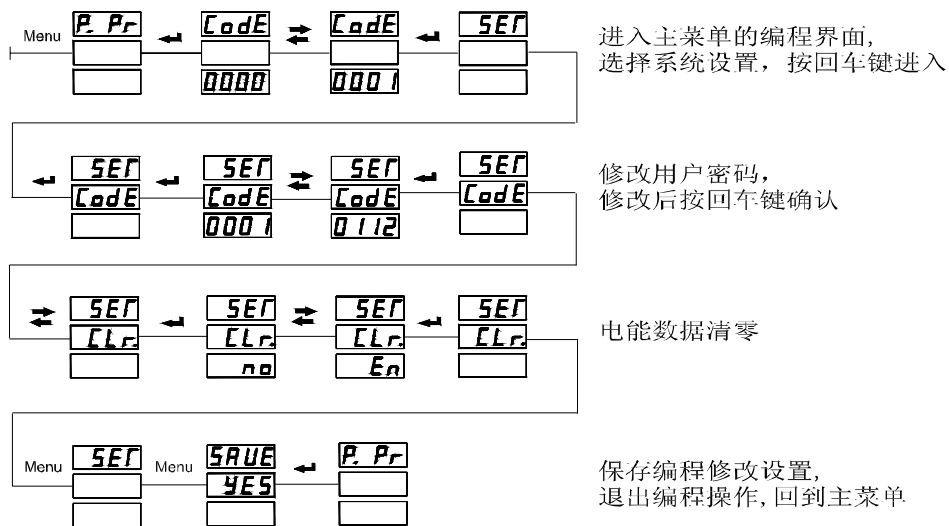 Menu P. Pr CodE CodE SET
0000 0001
进入主菜单的编程界面,
选择系统设置，按回车键进入
SET SET SET SET
CodE CodE CodE CodE
0001 0112
修改用户密码，
修改后按回车键确认
SET SET SET SET
CLr. CLr. CLr. CLr.
no En
电能数据清零
Menu SET Menu SAVE P. Pr
YES
保存编程修改设置,
退出编程操作,回到主菜单